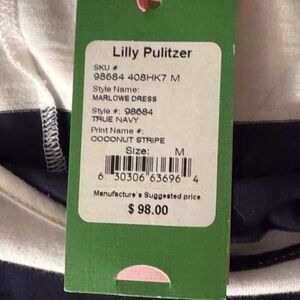 Lilly Pulitzer
SKU #
98684 408HK7 M
Style Name:
MARLOWE DRESS
Style #: 98684
TRUE NAVY
Print Name #:
COCONUT STRIPE
Size: M
6 30306 63696 4
Manufacture's Suggested price
$ 98.00